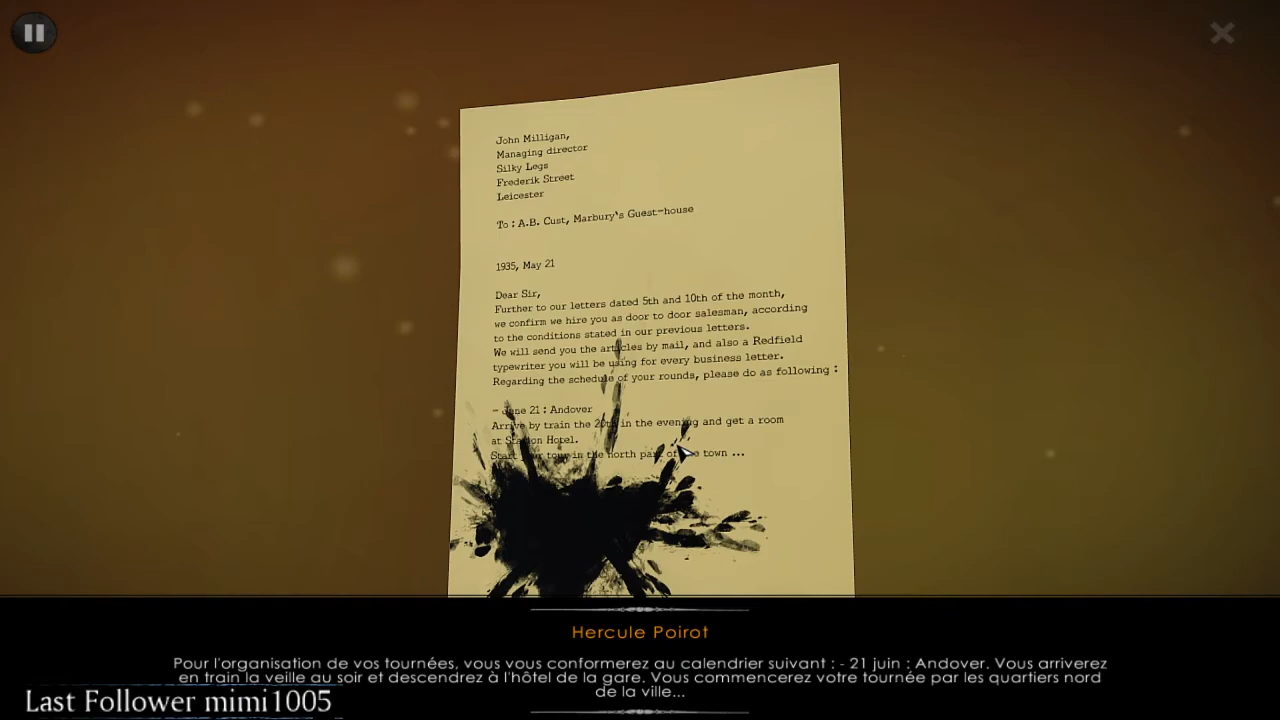 John Milligan,
Managing director
Silky Legs
Frederik Street
Leicester
To : A.B. Cust, Marbury's Guest-house
1935, May 21
Dear Sir,
Further to our letters dated 5th and 10th of the month,
we confirm we hire you as door to door salesman, according
to the conditions stated in our previous letters.
We will send you the articles by mail, and also a Redfield
typewriter you will be using for every business letter.
Regarding the schedule of your rounds, please do as following :
- June 21 : Andover
Arrive by train the 20th in the evening and get a room
at Station Hotel.
Start your tour in the north part of the town ...
Hercule Poirot
Pour l'organisation de vos tournées, vous vous conformerez au calendrier suivant : - 21 juin : Andover. Vous arriverez
en train la veille au soir et descendrez à l'hôtel de la gare. Vous commencerez votre tournée par les quartiers nord
de la ville...
Last Follower mimi1005